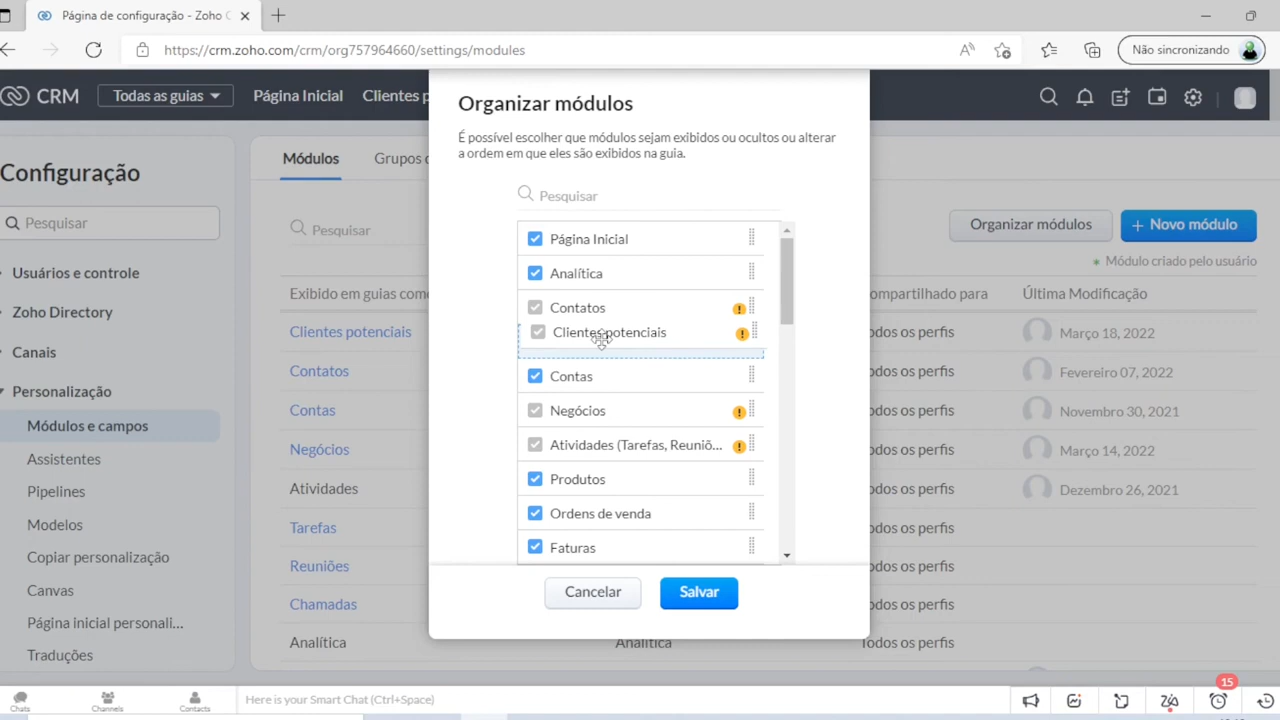 Página de configuração - Zoho C
https://crm.zoho.com/crm/org757964660/settings/modules
Não sincronizando
CRM
Todas as guias
Página Inicial
Clientes p
Configuração
Pesquisar
Usuários e controle
Zoho Directory
Canais
Personalização
Módulos e campos
Assistentes
Pipelines
Modelos
Copiar personalização
Canvas
Página inicial personali...
Traduções
Módulos
Grupos d
Pesquisar
Organizar módulos
+ Novo módulo
Módulo criado pelo usuário
Exibido em guias como
ompartilhado para
Última Modificação
Clientes potenciais
odos os perfis
Março 18, 2022
Contatos
odos os perfis
Fevereiro 07, 2022
Contas
odos os perfis
Novembro 30, 2021
Negócios
odos os perfis
Março 14, 2022
Atividades
odos os perfis
Dezembro 26, 2021
Tarefas
odos os perfis
Reuniões
odos os perfis
Chamadas
odos os perfis
Analítica
Analítica
Todos os perfis
Organizar módulos
É possível escolher que módulos sejam exibidos ou ocultos ou alterar
a ordem em que eles são exibidos na guia.
Pesquisar
Página Inicial
Analítica
Contatos
Clientes potenciais
Contas
Negócios
Atividades (Tarefas, Reuniõ...
Produtos
Ordens de venda
Faturas
Cancelar
Salvar
Chats
Channels
Contacts
Here is your Smart Chat (Ctrl+Space)
15